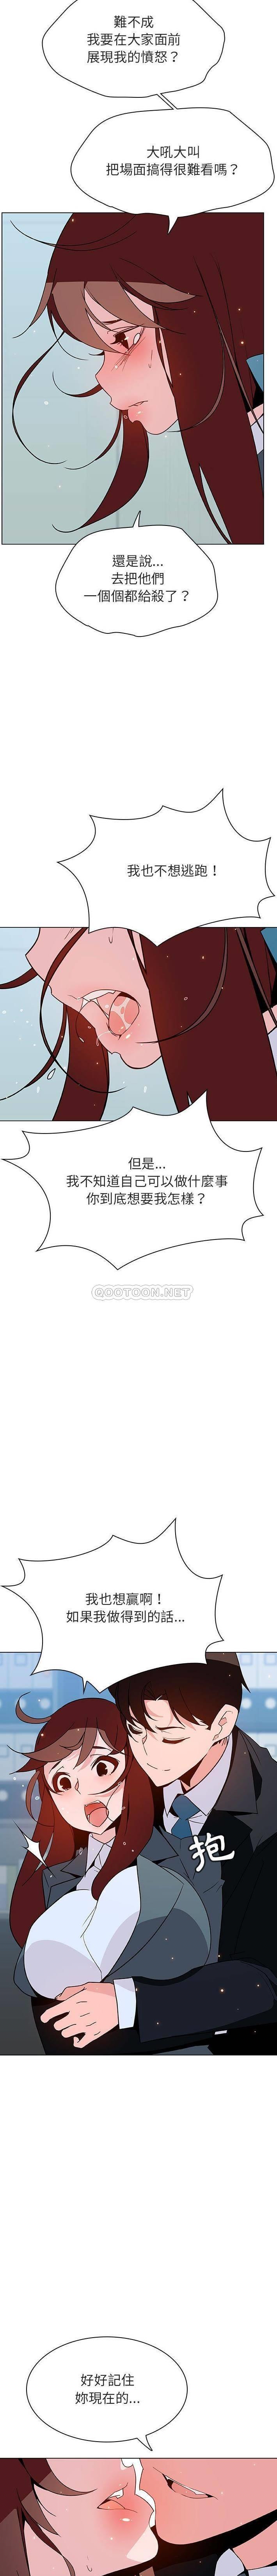 難不成
我要在大家面前
展現我的憤怒？
大吼大叫
把場面搞得很難看嗎？
還是說...
去把他們
一個個都給殺了？
我也不想逃跑！
但是...
我不知道自己可以做什麼事
你到底想要我怎樣？
QOOTOON.NET
我也想贏啊！
如果我做得到的話...
抱
好好記住
妳現在的...